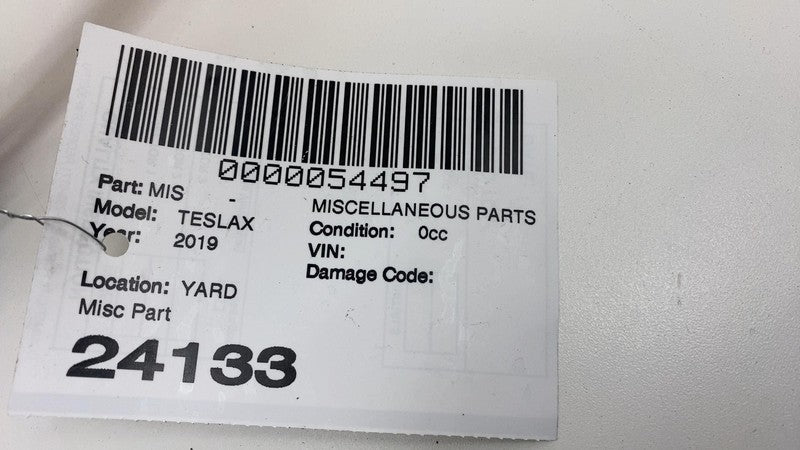 0000054497
Part: MIS - MISCELLANEOUS PARTS
Model: TESLAX Condition: 0cc
Year: 2019 VIN:
Damage Code:
Location: YARD
Misc Part
24133